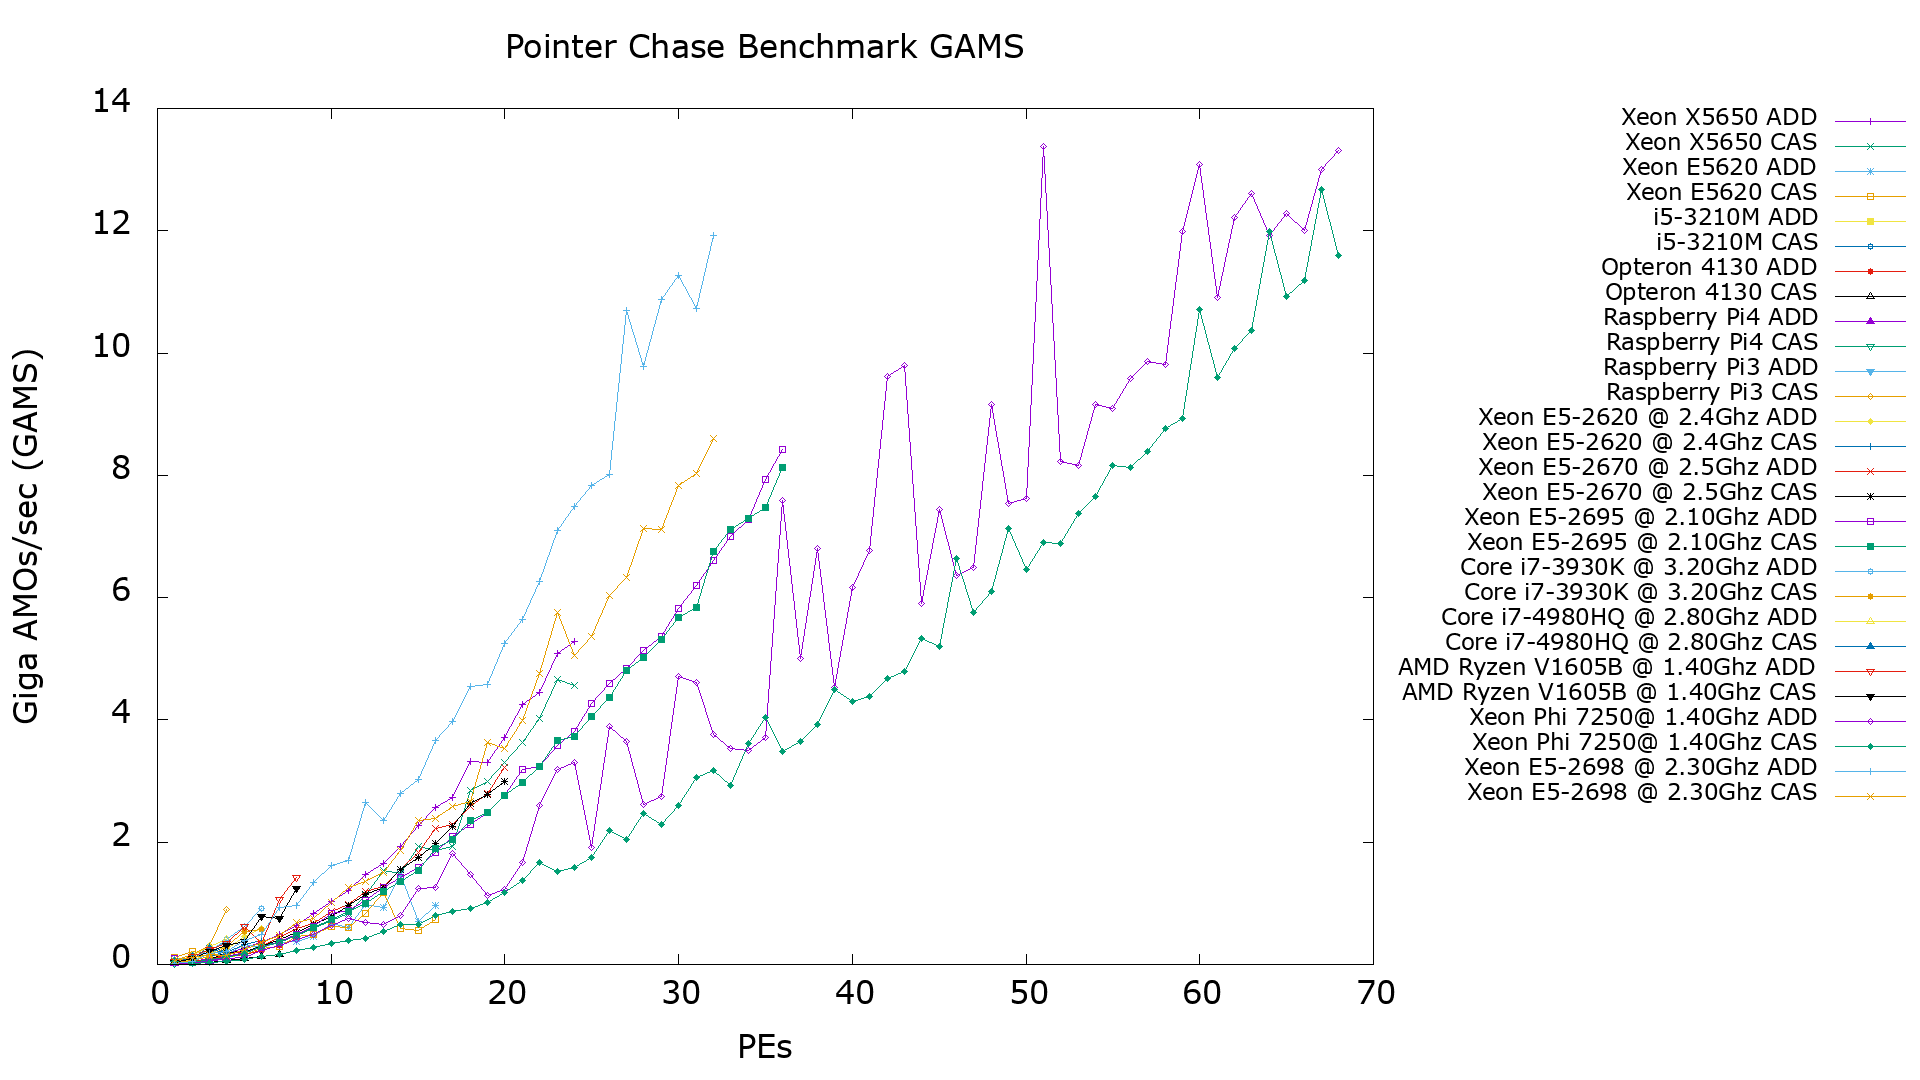 Pointer Chase Benchmark GAMS
Giga AMOs/sec (GAMS)
14
12
10
8
6
4
2
0
0 10 20 30 40 50 60 70
PEs
Xeon X5650 ADD
Xeon X5650 CAS
Xeon E5620 ADD
Xeon E5620 CAS
i5-3210M ADD
i5-3210M CAS
Opteron 4130 ADD
Opteron 4130 CAS
Raspberry Pi4 ADD
Raspberry Pi4 CAS
Raspberry Pi3 ADD
Raspberry Pi3 CAS
Xeon E5-2620 @ 2.4Ghz ADD
Xeon E5-2620 @ 2.4Ghz CAS
Xeon E5-2670 @ 2.5Ghz ADD
Xeon E5-2670 @ 2.5Ghz CAS
Xeon E5-2695 @ 2.10Ghz ADD
Xeon E5-2695 @ 2.10Ghz CAS
Core i7-3930K @ 3.20Ghz ADD
Core i7-3930K @ 3.20Ghz CAS
Core i7-4980HQ @ 2.80Ghz ADD
Core i7-4980HQ @ 2.80Ghz CAS
AMD Ryzen V1605B @ 1.40Ghz ADD
AMD Ryzen V1605B @ 1.40Ghz CAS
Xeon Phi 7250@ 1.40Ghz ADD
Xeon Phi 7250@ 1.40Ghz CAS
Xeon E5-2698 @ 2.30Ghz ADD
Xeon E5-2698 @ 2.30Ghz CAS